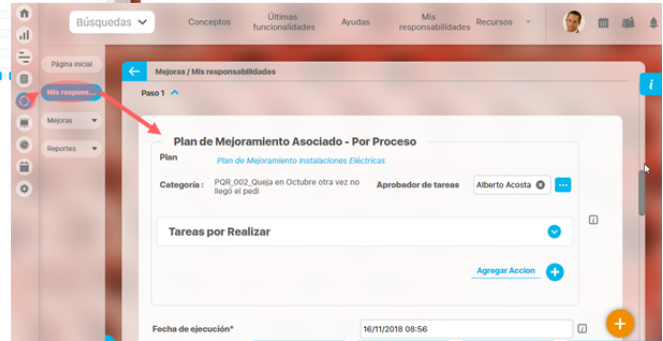 Búsquedas
Conceptos
Últimas
funcionalidades
Ayudas
Mis
responsabilidades
Recursos
Página inicial
Mis respons...
Mejoras
Reportes
Mejoras / Mis responsabilidades
Paso 1
Plan de Mejoramiento Asociado - Por Proceso
Plan
Plan de Mejoramiento Instalaciones Eléctricas
Categoría :
PQR_002_Queja en Octubre otra vez no
llegó el pedi
Aprobador de tareas
Alberto Acosta
Tareas por Realizar
Agregar Accion
Fecha de ejecución*
16/11/2018 08:56